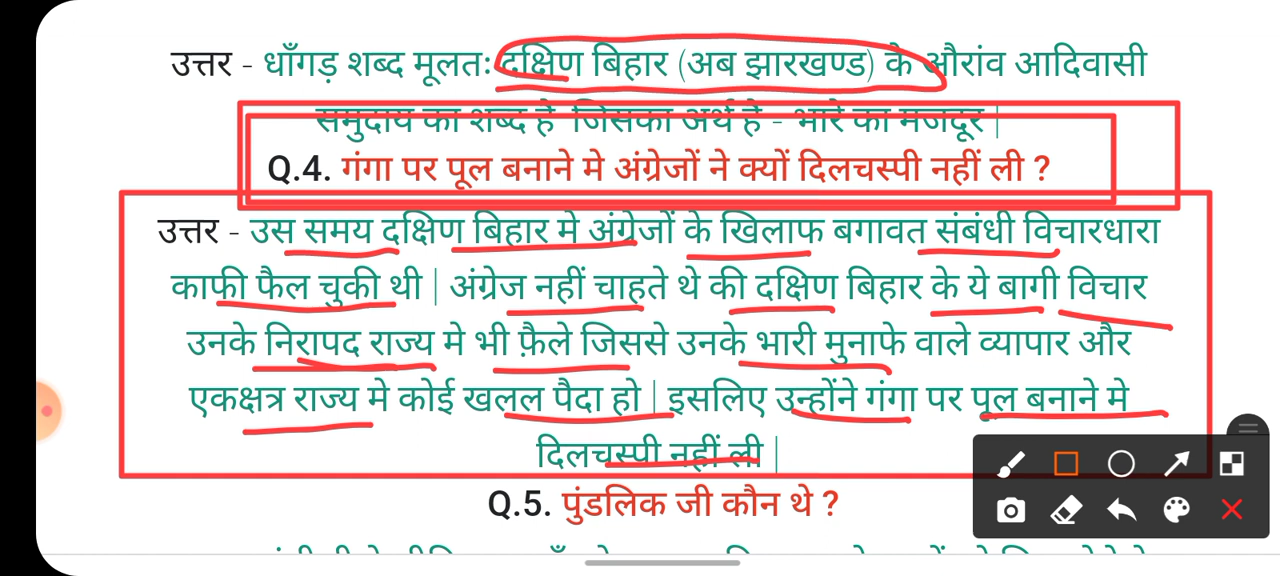 उत्तर - धाँगड़ शब्द मूलतः दक्षिण बिहार (अब झारखण्ड) के औरांव आदिवासी
समुदाय का शब्द है जिसका अर्थ है - भारे का मजदूर |
Q.4. गंगा पर पूल बनाने मे अंग्रेजों ने क्यों दिलचस्पी नहीं ली ?
उत्तर - उस समय दक्षिण बिहार मे अंग्रेजों के खिलाफ बगावत संबंधी विचारधारा
काफी फैल चुकी थी | अंग्रेज नहीं चाहते थे की दक्षिण बिहार के ये बागी विचार
उनके निरापद राज्य मे भी फ़ैले जिससे उनके भारी मुनाफे वाले व्यापार और
एकक्षत्र राज्य मे कोई खलल पैदा हो | इसलिए उन्होंने गंगा पर पूल बनाने मे
दिलचस्पी नहीं ली |
Q.5. पुंडलिक जी कौन थे ?